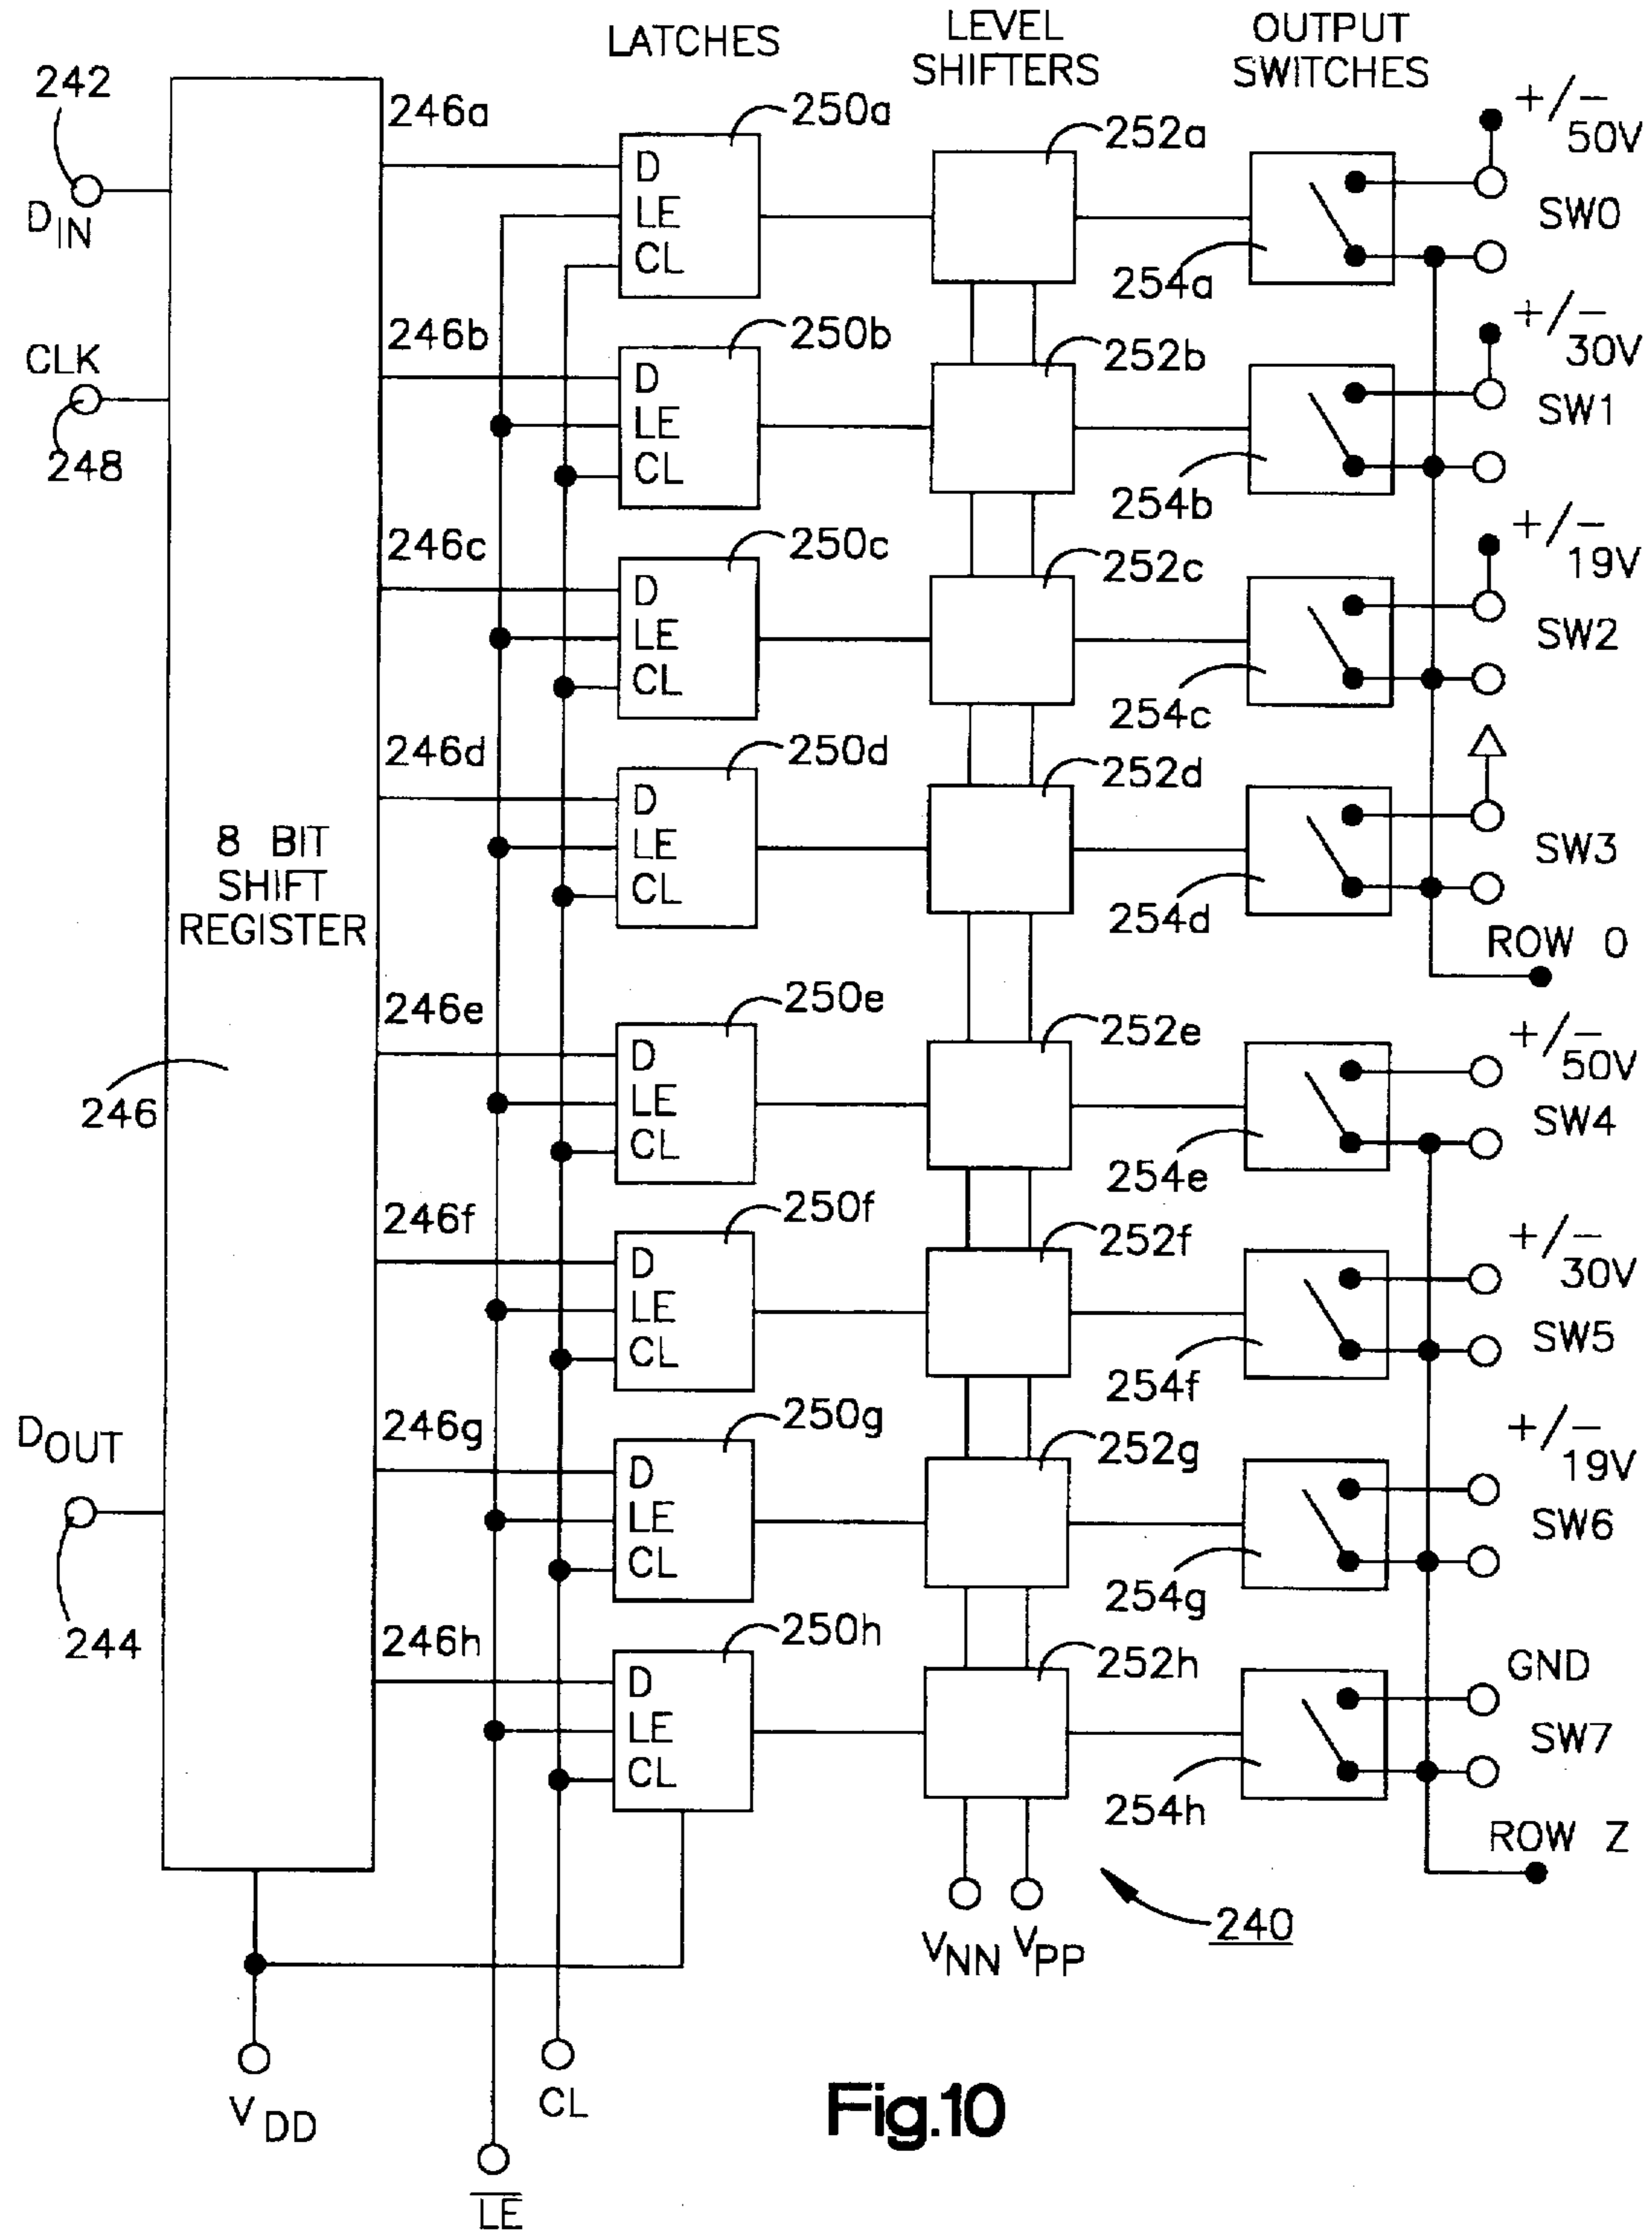 LATCHES
LEVEL
SHIFTERS
OUTPUT
SWITCHES
242
DIN
CLK
248
8 BIT
SHIFT
REGISTER
246
DOUT
244
246a
250a
D
LE
CL
252a
254a
+/-
50V
SW0
246b
250b
D
LE
CL
252b
254b
+/-
30V
SW1
246c
250c
D
LE
CL
252c
254c
+/-
19V
SW2
246d
250d
D
LE
CL
252d
254d
SW3
ROW 0
246e
250e
D
LE
CL
252e
254e
+/-
50V
SW4
246f
250f
D
LE
CL
252f
254f
+/-
30V
SW5
246g
250g
D
LE
CL
252g
254g
+/-
19V
SW6
246h
250h
D
LE
CL
252h
254h
GND
SW7
ROW Z
VNN VPP
240
VDD
CL
LE
Fig.10